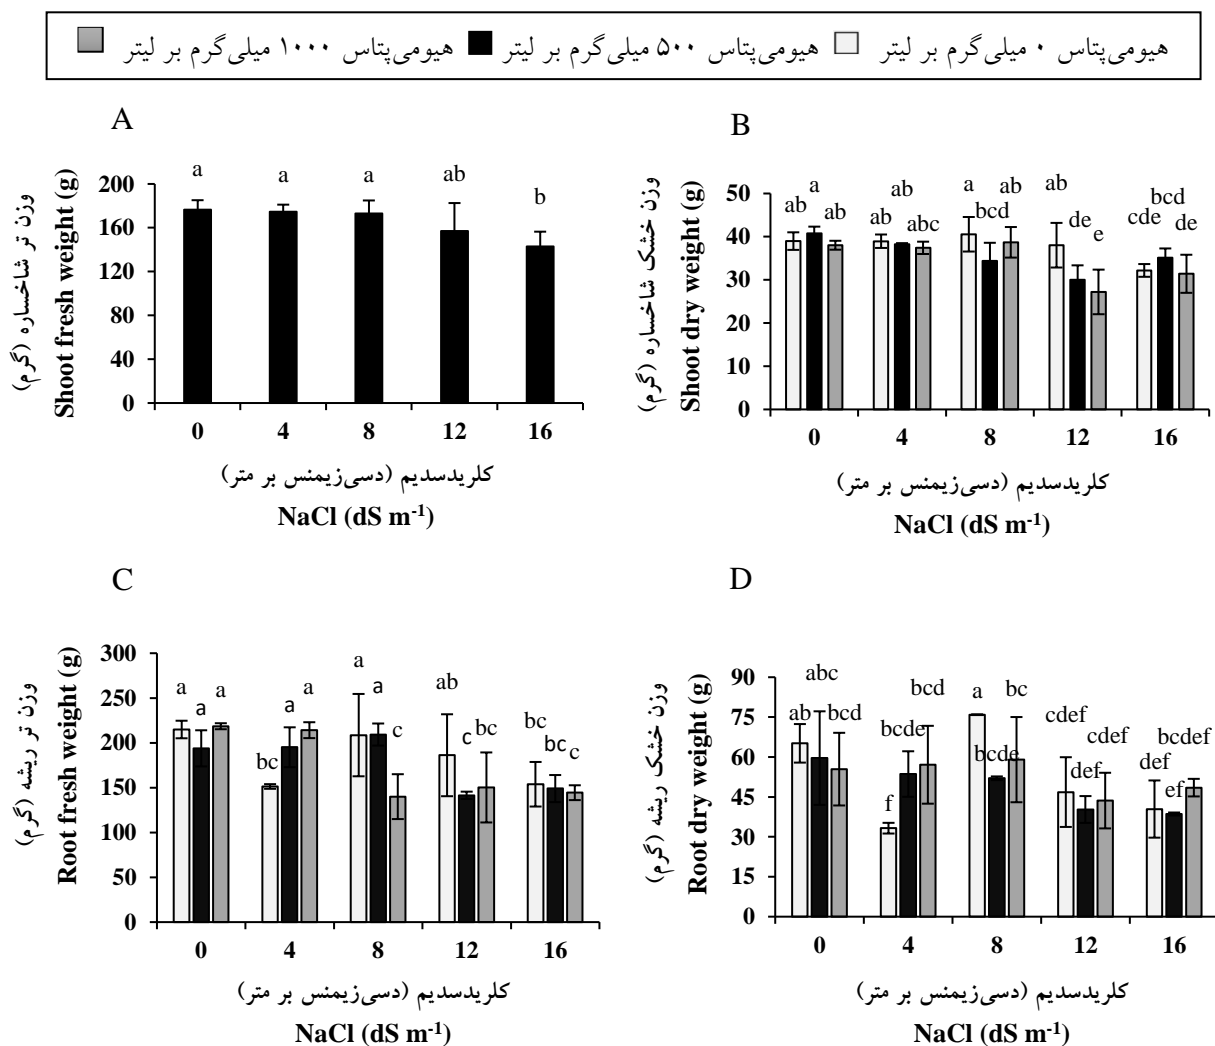 هیومی‌پتاس ۰ میلی‌گرم بر لیتر هیومی‌پتاس ۵۰۰ میلی‌گرم بر لیتر هیومی‌پتاس ۱۰۰۰ میلی‌گرم بر لیتر
A
وزن تر شاخساره (گرم)
Shoot fresh weight (g)
200
160
120
80
40
0
a a a ab b
0 4 8 12 16
کلریدسدیم (دسی‌زیمنس بر متر)
NaCl (dS m-1)
B
وزن خشک شاخساره (گرم)
Shoot dry weight (g)
50
40
30
20
10
0
ab a ab ab ab abc a bcd ab ab de e cde bcd de
0 4 8 12 16
کلریدسدیم (دسی‌زیمنس بر متر)
NaCl (dS m-1)
C
وزن تر ریشه (گرم)
Root fresh weight (g)
300
250
200
150
100
50
0
a a a bc a a a a c ab c bc bc bc c
0 4 8 12 16
کلریدسدیم (دسی‌زیمنس بر متر)
NaCl (dS m-1)
D
وزن خشک ریشه (گرم)
Root dry weight (g)
90
75
60
45
30
15
0
ab abc bcd f bcde bcd a bcde bc cdef def cdef def ef bcdef
0 4 8 12 16
کلریدسدیم (دسی‌زیمنس بر متر)
NaCl (dS m-1)